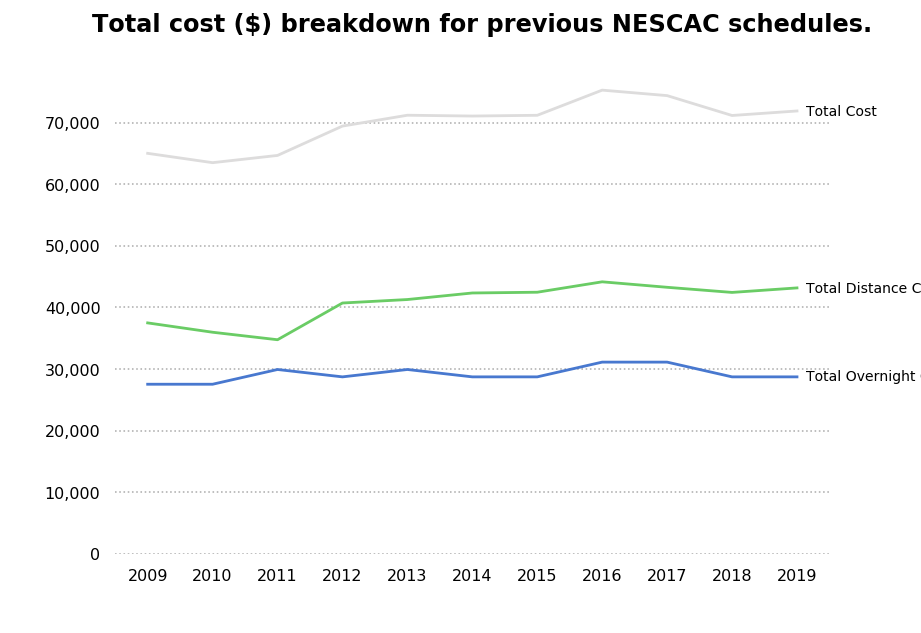 Total cost ($) breakdown for previous NESCAC schedules.
Total Cost
70,000
60,000
50,000
Total Distance C
40,000
30,000
Total Overnight
20,000
10,000
0
2009 2010 2011 2012 2013 2014 2015 2016 2017 2018 2019